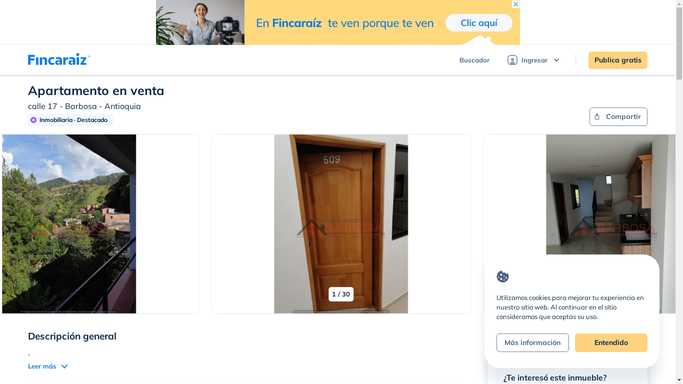 En Fincaraíz te ven porque te ven
Clic aquí
Fincaraiz
Buscador
Ingresar
Publica gratis
Apartamento en venta
calle 17 - Barbosa - Antioquia
Inmobiliaria · Destacado
Compartir
509
1 / 30
Utilizamos cookies para mejorar tu experiencia en
nuestro sitio web. Al continuar en el sitio
consideramos que aceptas su uso.
Más información
Entendido
Descripción general
.
Leer más
¿Te interesó este inmueble?